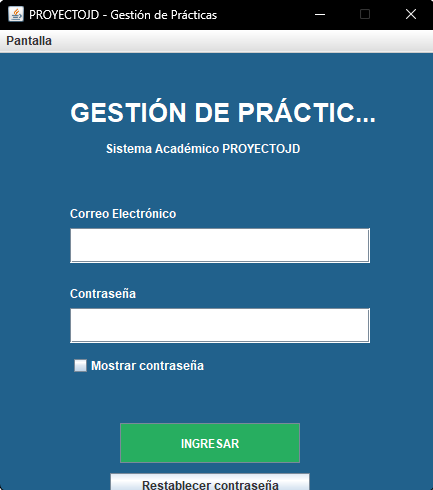 PROYECTOJD - Gestión de Prácticas
Pantalla
GESTIÓN DE PRÁCTIC...
Sistema Académico PROYECTOJD
Correo Electrónico
Contraseña
Mostrar contraseña
INGRESAR
Restablecer contraseña